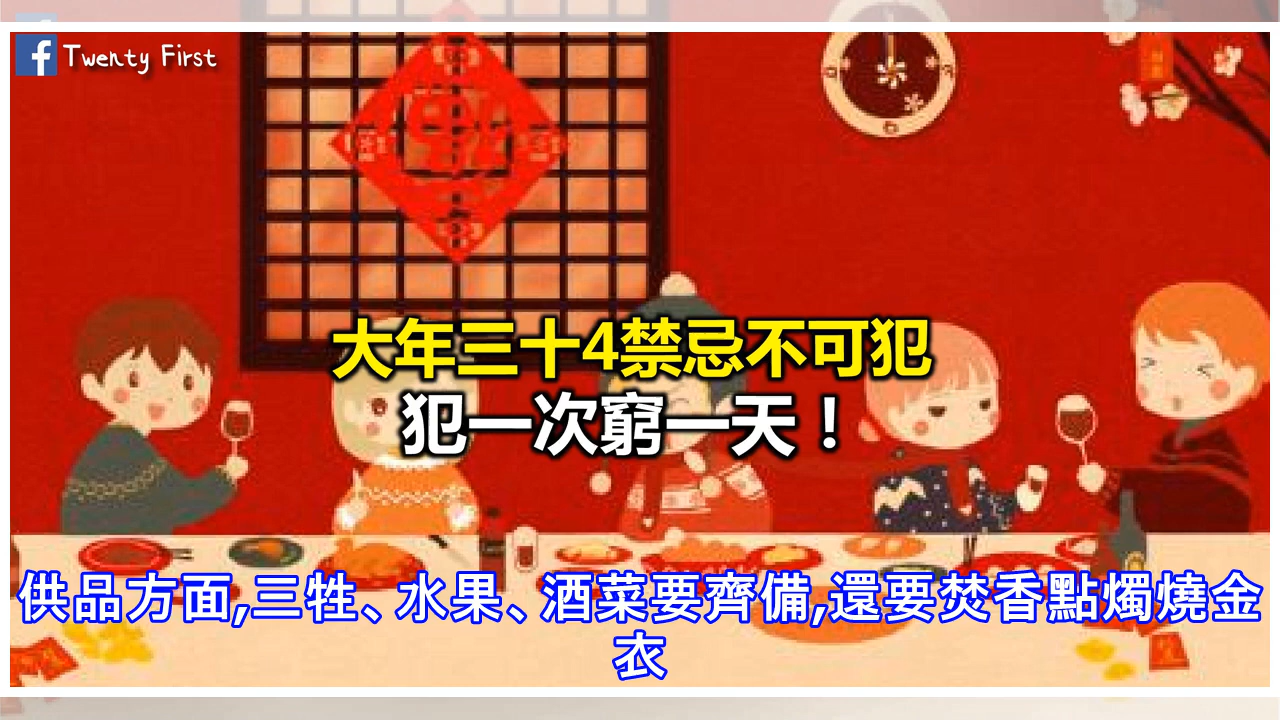 Twenty First
大年三十4禁忌不可犯
犯一次窮一天！
供品方面,三牲、水果、酒菜要齊備,還要焚香點燭燒金
衣